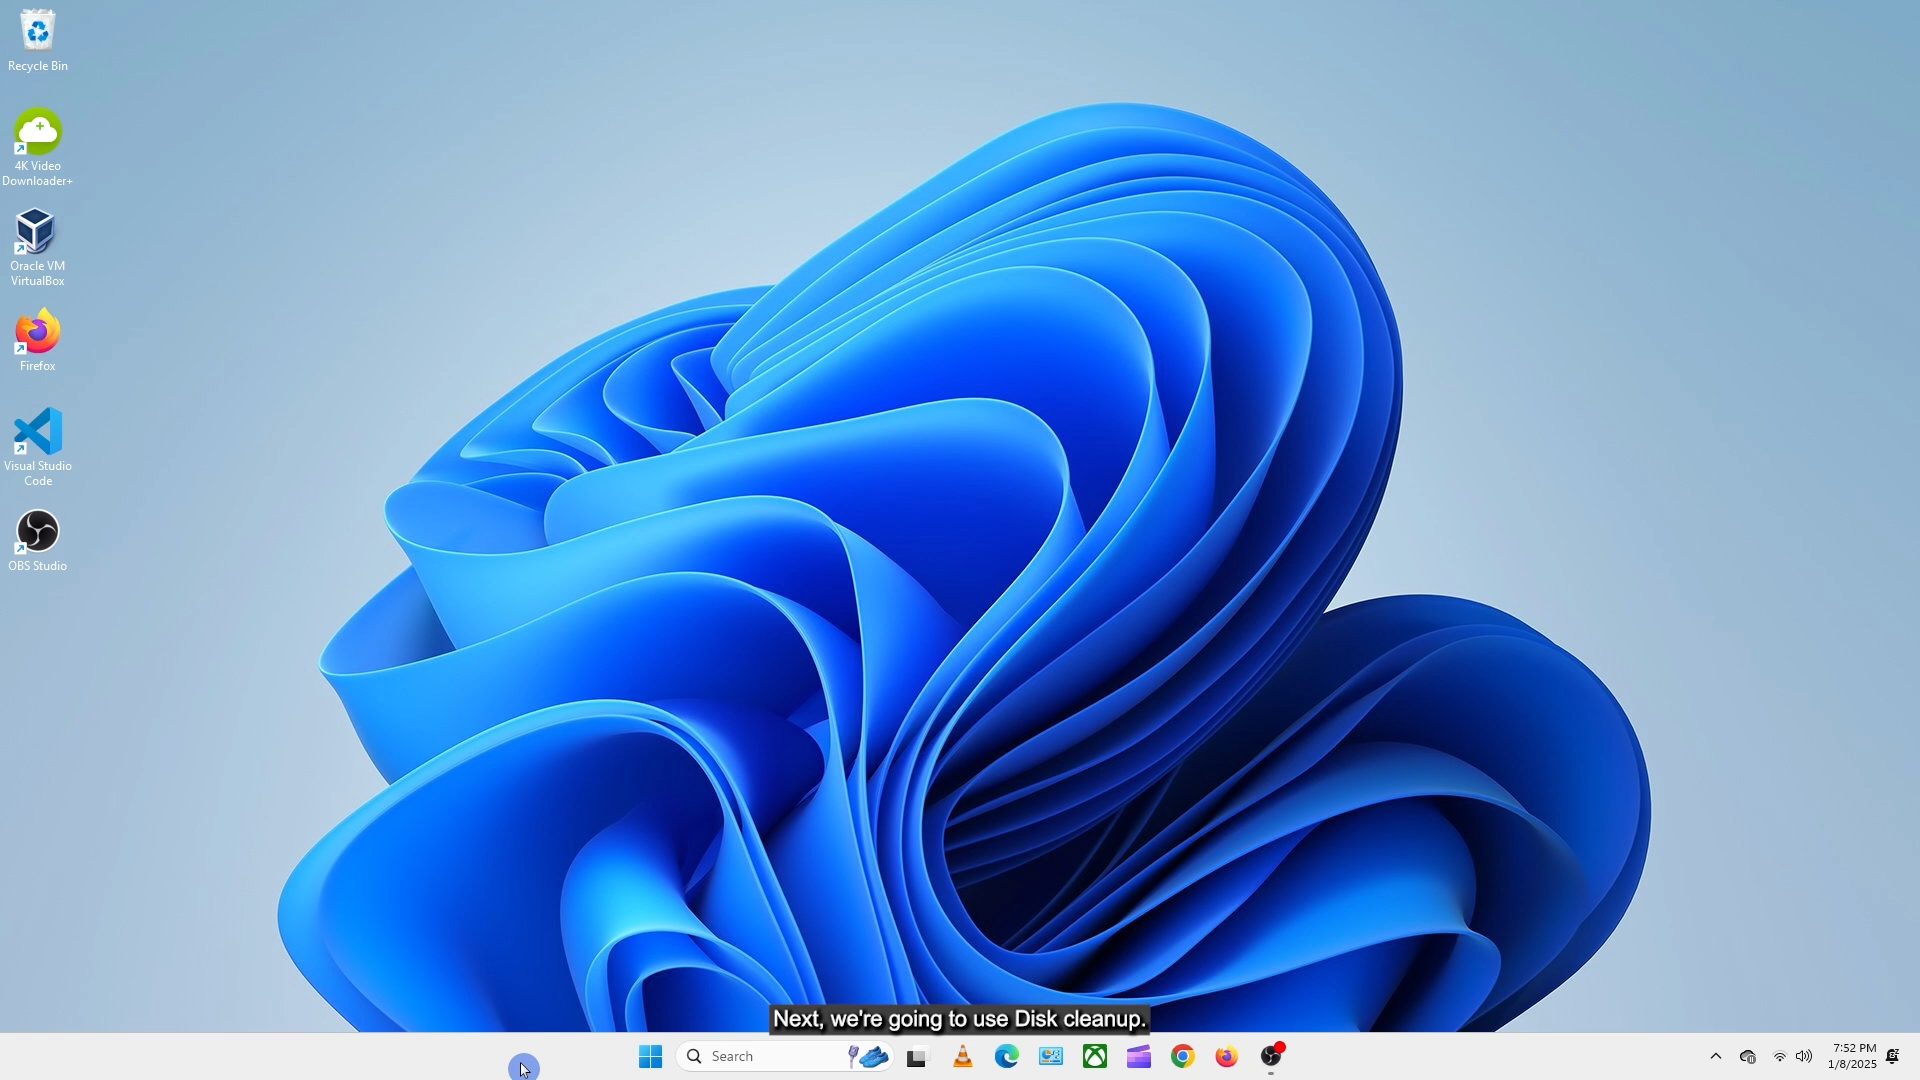 Recycle Bin
4K Video
Downloader+
Oracle VM
VirtualBox
Firefox
Visual Studio
Code
OBS Studio
Next, we're going to use Disk cleanup.
Search
7:52 PM
1/8/2025